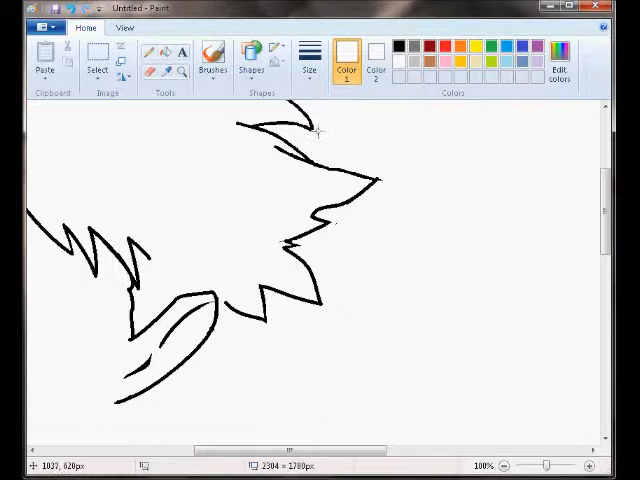 Untitled - Paint
Home View
Paste
Select
Brushes
Shapes
Size
Color 1
Color 2
Edit colors
Clipboard
Image
Tools
Shapes
Colors
1037, 620px
2304 × 1780px
100%